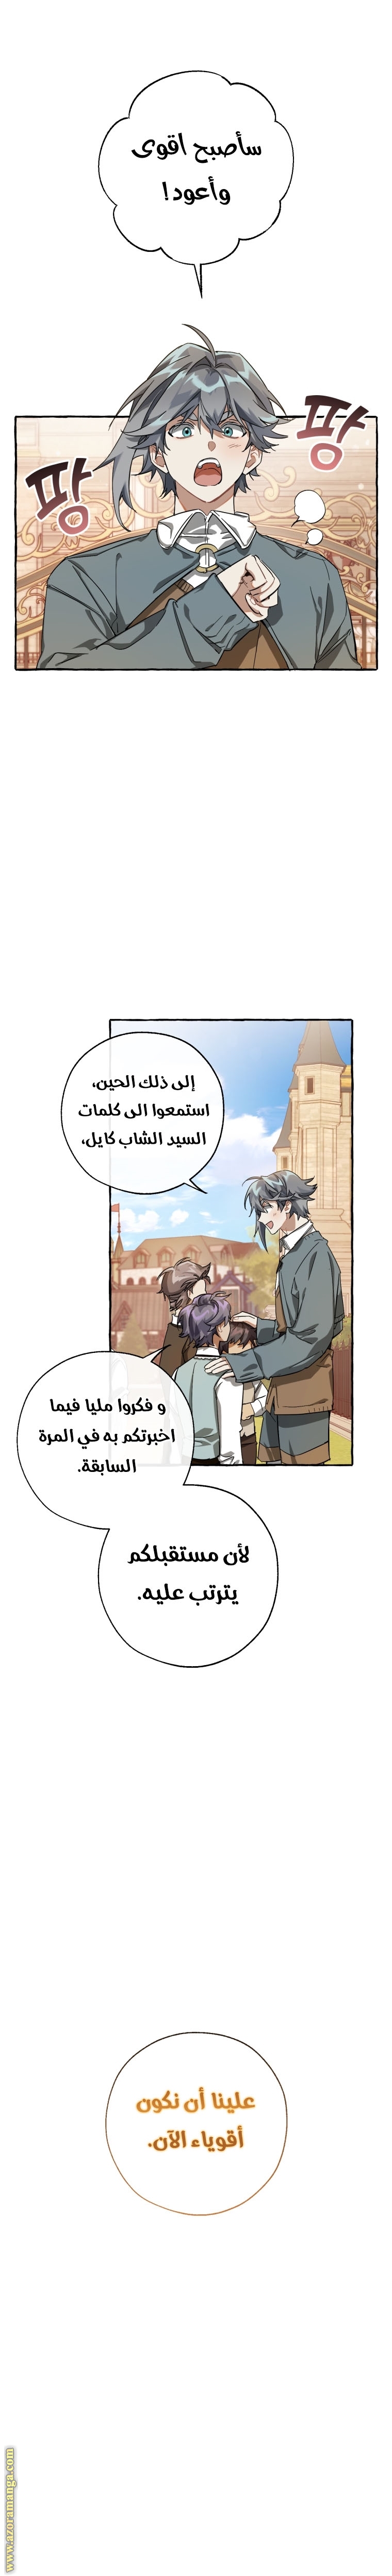 سأصبح اقوى
وأعود!
팡
팡
إلى ذلك الحين،
استمعوا الى كلمات
السيد الشاب كايل،
و فكروا مليا فيما
اخبرتكم به في المرة
السابقة.
لأن مستقبلكم
يترتب عليه.
علينا أن نكون
أقوياء الآن.
www.azoramanga.com